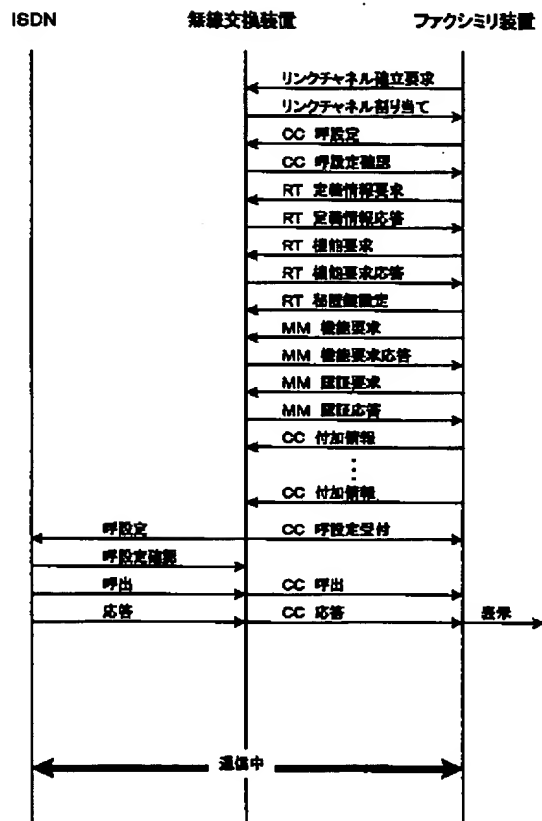 ISDN 無線交換装置 ファクシミリ装置
リンクチャネル確立要求
リンクチャネル割り当て
CC 呼設定
CC 呼設定確認
RT 定義情報要求
RT 定義情報応答
RT 機能要求
RT 機能要求応答
RT 秘匿鍵設定
MM 機能要求
MM 機能要求応答
MM 認証要求
MM 認証応答
CC 付加情報
⋮
CC 付加情報
呼設定 CC 呼設定受付
呼設定確認
呼出 CC 呼出
応答 CC 応答 表示
通信中